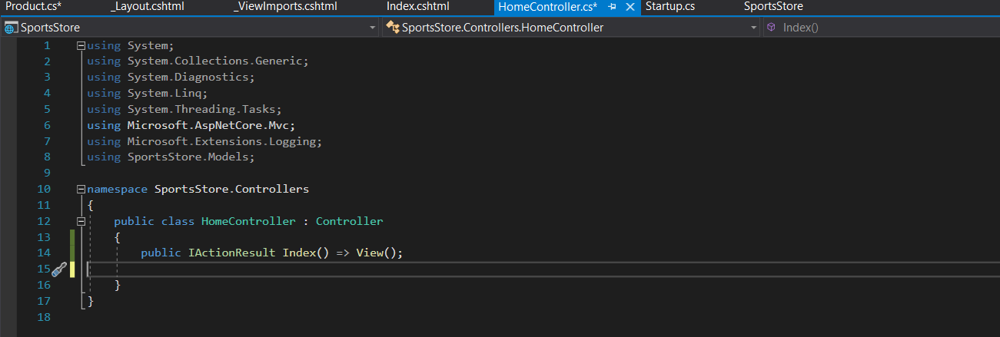 Product.cs* _Layout.cshtml _ViewImports.cshtml Index.cshtml HomeController.cs* Startup.cs SportsStore
SportsStore SportsStore.Controllers.HomeController Index()
1 using System;
2 using System.Collections.Generic;
3 using System.Diagnostics;
4 using System.Linq;
5 using System.Threading.Tasks;
6 using Microsoft.AspNetCore.Mvc;
7 using Microsoft.Extensions.Logging;
8 using SportsStore.Models;
9
10 namespace SportsStore.Controllers
11 {
12 public class HomeController : Controller
13 {
14 public IActionResult Index() => View();
15
16 }
17 }
18